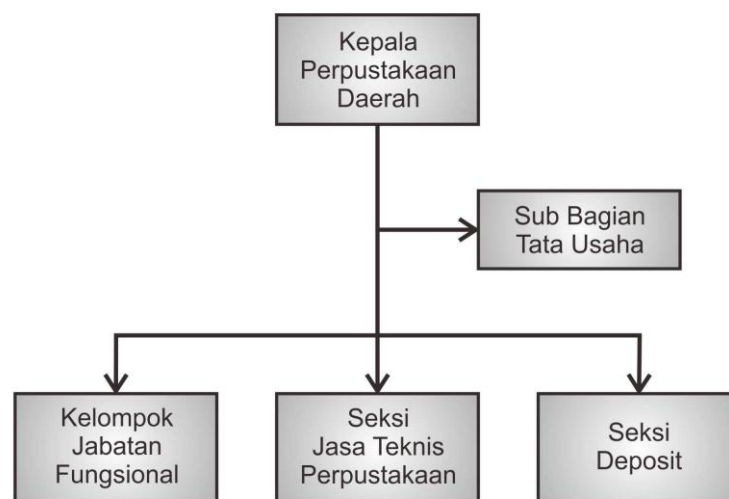 Kepala
Perpustakaan
Daerah
Sub Bagian
Tata Usaha
Kelompok
Jabatan
Fungsional
Seksi
Jasa Teknis
Perpustakaan
Seksi
Deposit